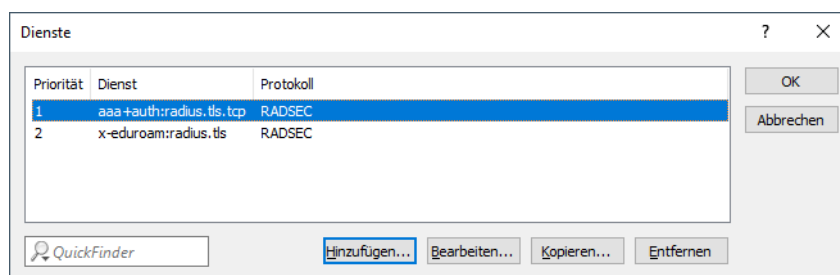 Dienste
? X
Priorität Dienst Protokoll
1 aaa+auth:radius.tls.tcp RADSEC
2 x-eduroam:radius.tls RADSEC
OK
Abbrechen
QuickFinder
Hinzufügen... Bearbeiten... Kopieren... Entfernen